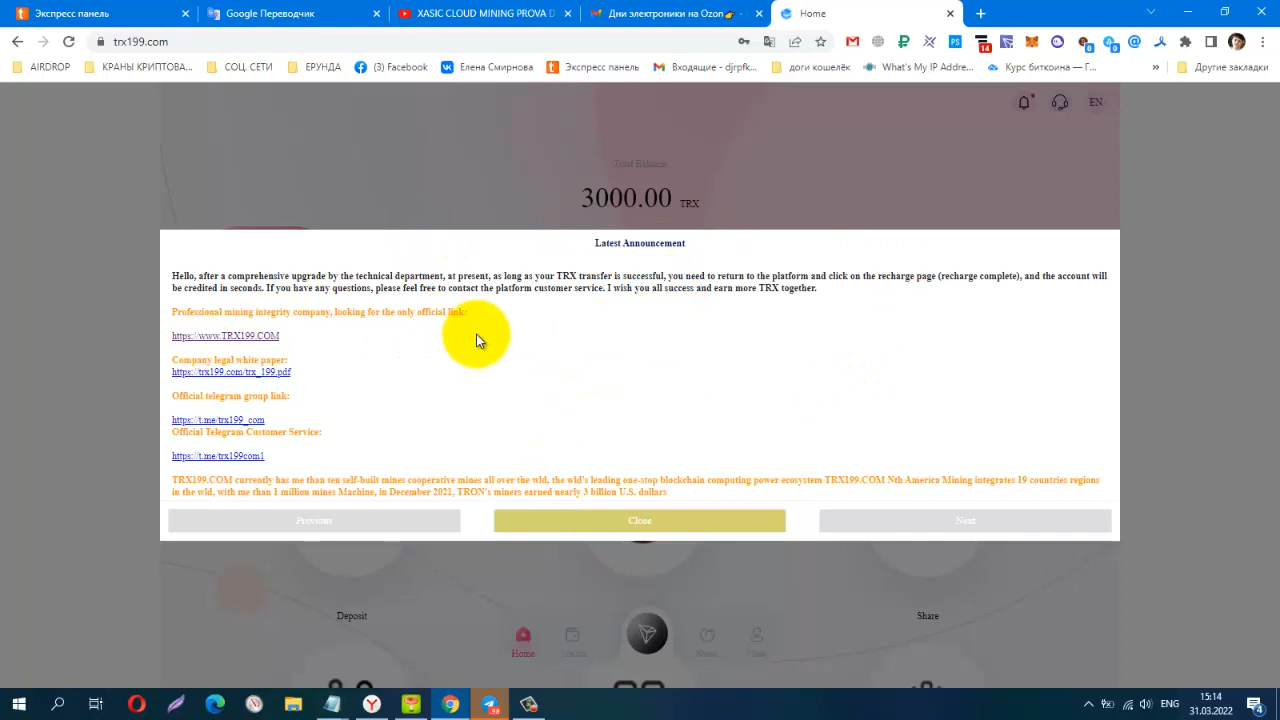 Экспресс панель
Google Переводчик
XASIC CLOUD MINING PROVA D
Дни электроники на Ozon
Home
trx199.com
AIRDROP
КРАНЫ КРИПТОВА...
СОЦ. СЕТИ
ЕРУНДА
(3) Facebook
Елена Смирнова
Экспресс панель
Входящие - djrpfk...
доги кошелёк
What's My IP Addre...
Курс биткоина — Г...
»
Другие закладки
EN
Total Balance
3000.00 TRX
Latest Announcement
Hello, after a comprehensive upgrade by the technical department, at present, as long as your TRX transfer is successful, you need to return to the platform and click on the recharge page (recharge complete), and the account will
be credited in seconds. If you have any questions, please feel free to contact the platform customer service. I wish you all success and earn more TRX together.
Professional mining integrity company, looking for the only official link:
https://www.TRX199.COM
Company legal white paper:
https://trx199.com/trx_199.pdf
Official telegram group link:
https://t.me/trx199_com
Official Telegram Customer Service:
https://t.me/trx199com1
TRX199.COM currently has me than ten self-built mines cooperative mines all over the wld, the wld's leading one-stop blockchain computing power ecosystem TRX199.COM Nth America Mining integrates 19 countries regions
in the wld, with me than 1 million mines Machine, in December 2021, TRON's miners earned nearly 3 billion U.S. dollars
Previous
Close
Next
Deposit
Share
Home
Share
Mine
15:14
31.03.2022